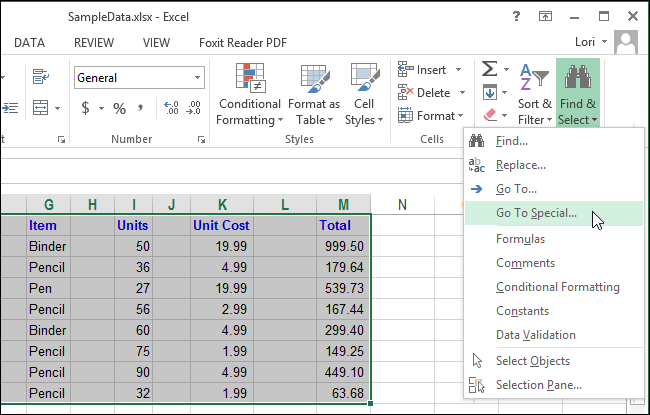 SampleData.xlsx - Excel
DATA REVIEW VIEW Foxit Reader PDF Lori
General
$ % , .00
Conditional Formatting
Format as Table
Cell Styles
Insert
Delete
Format
Sort & Filter
Find & Select
Number Styles Cells
Find...
Replace...
Go To...
Go To Special...
Formulas
Comments
Conditional Formatting
Constants
Data Validation
Select Objects
Selection Pane...
G H I J K L M N
Item Units Unit Cost Total
Binder 50 19.99 999.50
Pencil 36 4.99 179.64
Pen 27 19.99 539.73
Pencil 56 2.99 167.44
Binder 60 4.99 299.40
Pencil 75 1.99 149.25
Pencil 90 4.99 449.10
Pencil 32 1.99 63.68